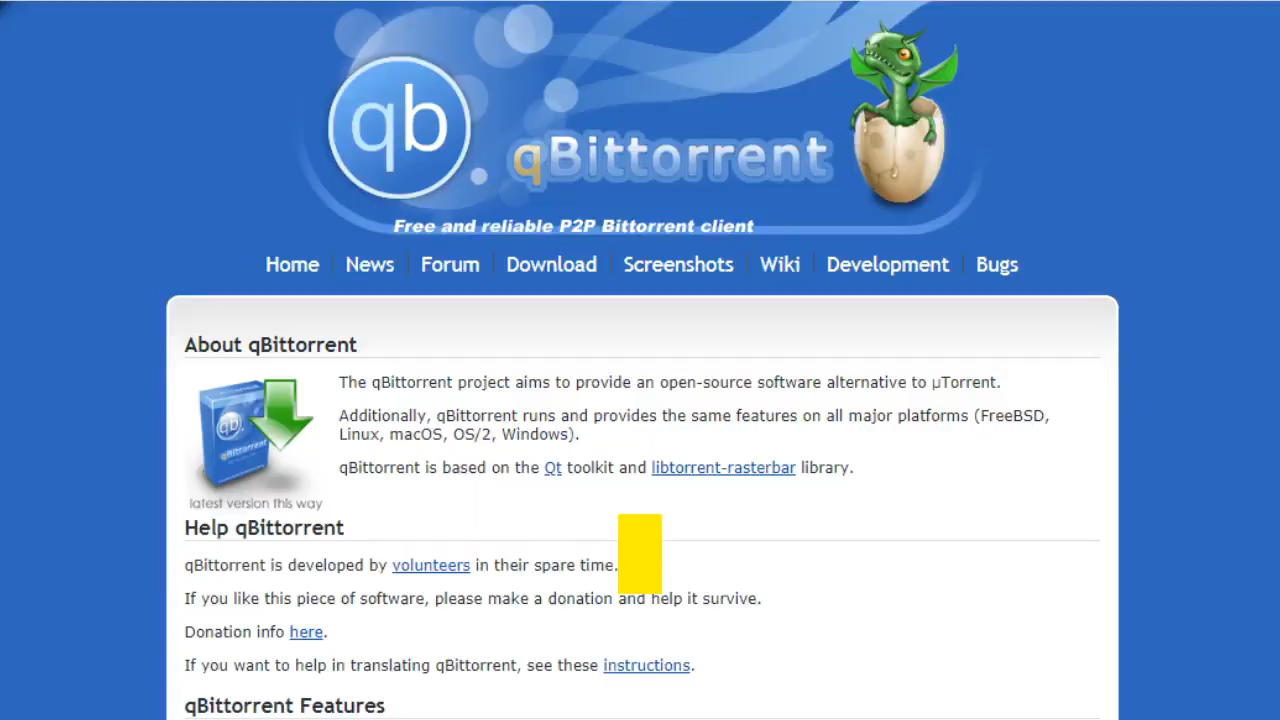 qb
qBittorrent
Free and reliable P2P Bittorrent client
Home News Forum Download Screenshots Wiki Development Bugs
About qBittorrent
The qBittorrent project aims to provide an open-source software alternative to µTorrent.
Additionally, qBittorrent runs and provides the same features on all major platforms (FreeBSD,
Linux, macOS, OS/2, Windows).
qBittorrent is based on the Qt toolkit and libtorrent-rasterbar library.
qb.
qBittorrent
latest version this way
Help qBittorrent
qBittorrent is developed by volunteers in their spare time.
If you like this piece of software, please make a donation and help it survive.
Donation info here.
If you want to help in translating qBittorrent, see these instructions.
qBittorrent Features